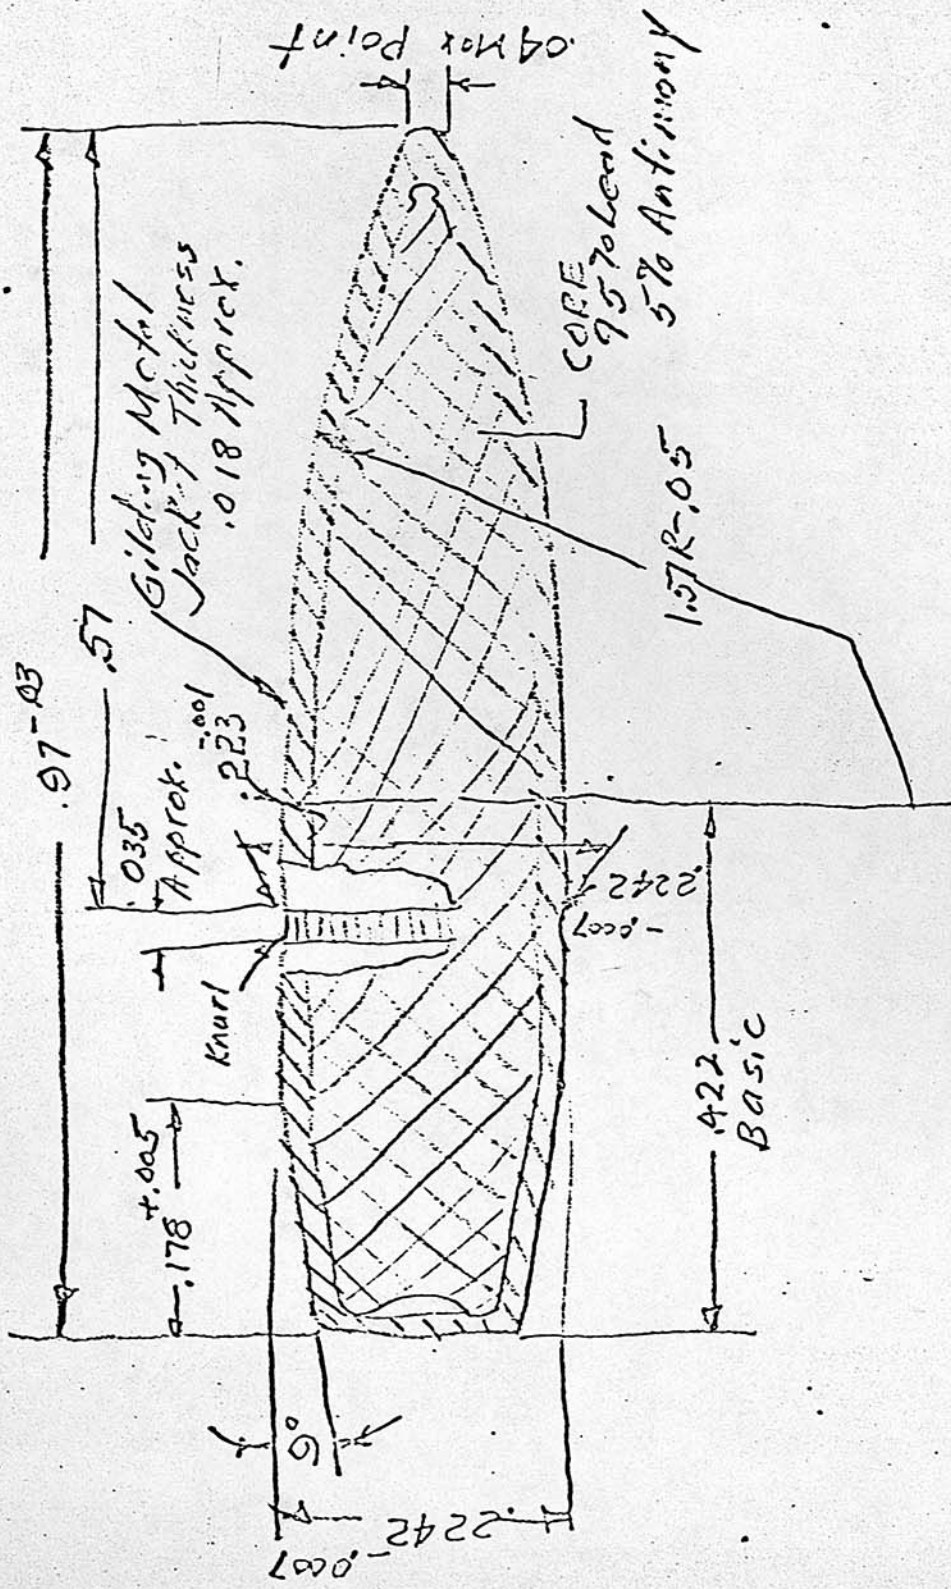 .97 -.03
.57
.04 Max
Point
Gilding Metal
Jacket Thickness
.018 Approx.
.035
Approx.
-.001
.223
Knurl
.178 +.005
CORE
95% Lead
5% Antimony
1.57R-.05
.2242
-.0007
.422
Basic
9°
.2242 -.0007